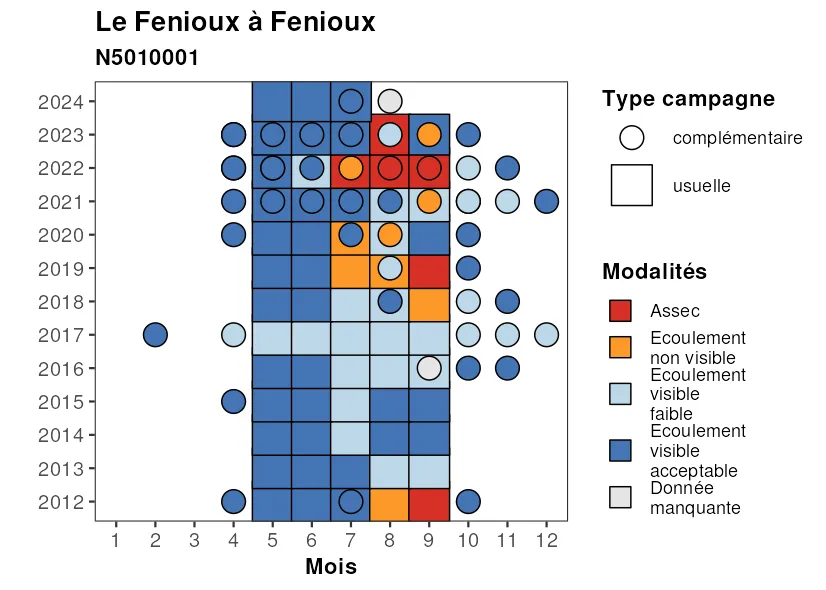 Le Fenioux à Fenioux
N5010001
2024
2023
2022
2021
2020
2019
2018
2017
2016
2015
2014
2013
2012
1 2 3 4 5 6 7 8 9 10 11 12
Mois
Type campagne
complémentaire
usuelle
Modalités
Assec
Ecoulement
non visible
Ecoulement
visible
faible
Ecoulement
visible
acceptable
Donnée
manquante